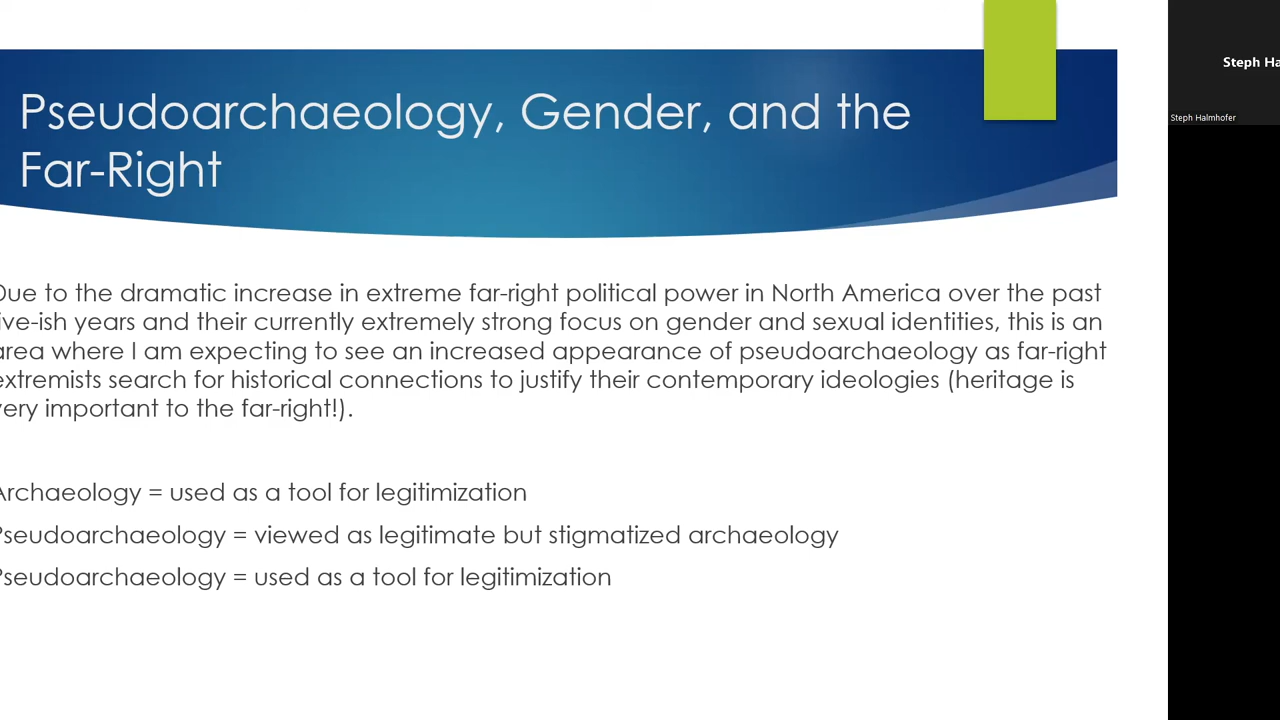 Pseudoarchaeology, Gender, and the
Far-Right
Due to the dramatic increase in extreme far-right political power in North America over the past
five-ish years and their currently extremely strong focus on gender and sexual identities, this is an
area where I am expecting to see an increased appearance of pseudoarchaeology as far-right
extremists search for historical connections to justify their contemporary ideologies (heritage is
very important to the far-right!).
Archaeology = used as a tool for legitimization
Pseudoarchaeology = viewed as legitimate but stigmatized archaeology
Pseudoarchaeology = used as a tool for legitimization
Steph Ha
Steph Halmhofer